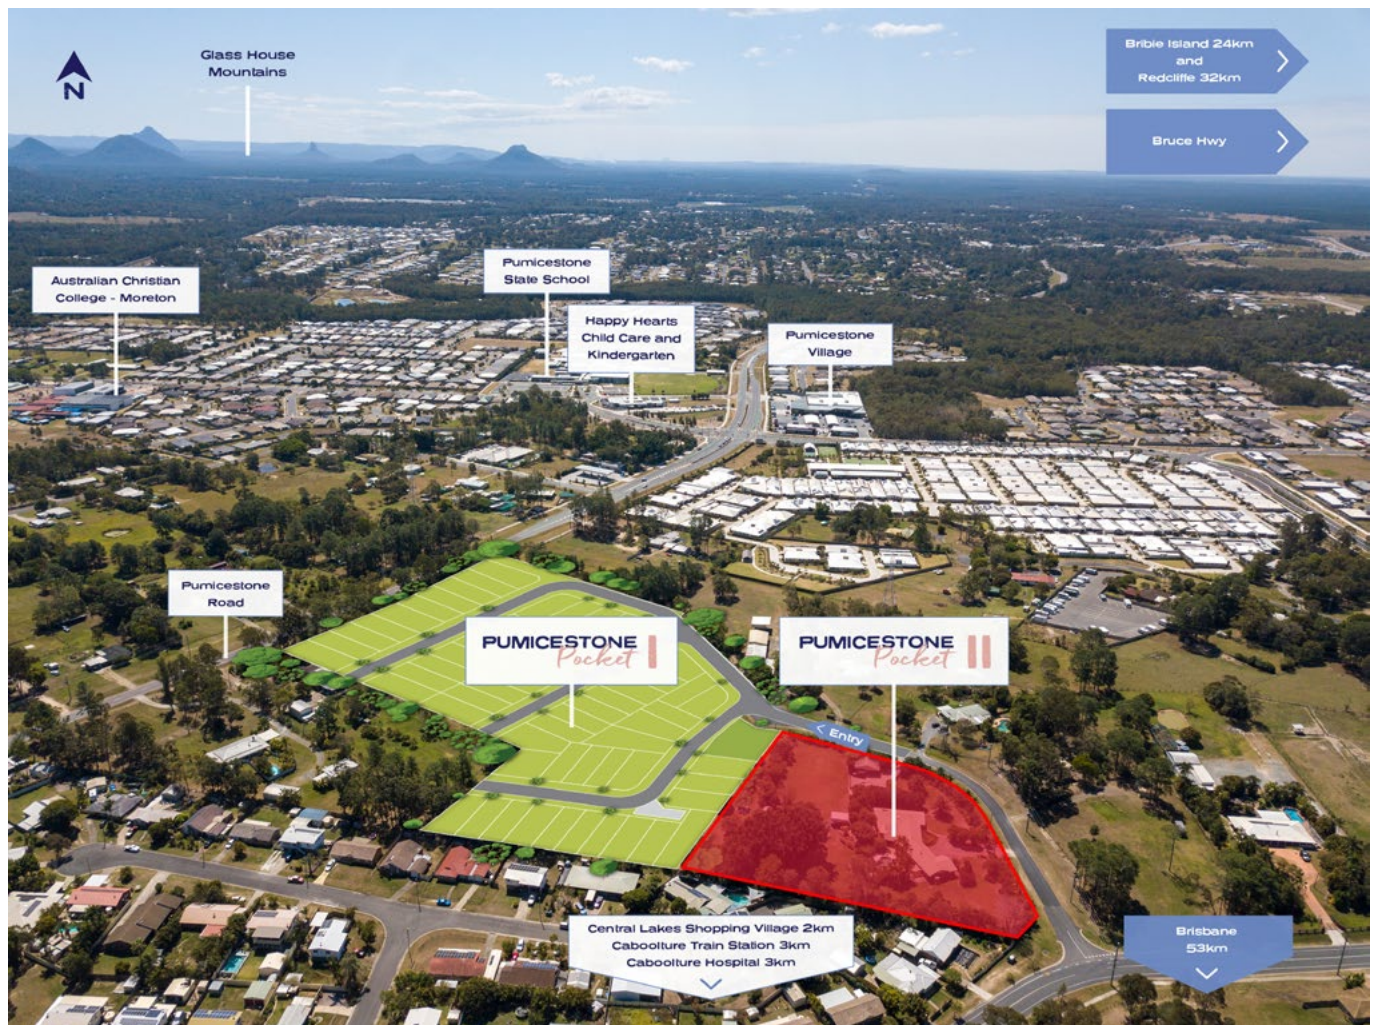 N
Glass House
Mountains
Bribie Island 24km
and
Redcliffe 32km
Bruce Hwy
Australian Christian
College - Moreton
Pumicestone
State School
Happy Hearts
Child Care and
Kindergarten
Pumicestone
Village
Pumicestone
Road
PUMICESTONE
Pocket I
PUMICESTONE
Pocket II
< Entry
Central Lakes Shopping Village 2km
Caboolture Train Station 3km
Caboolture Hospital 3km
Brisbane
53km